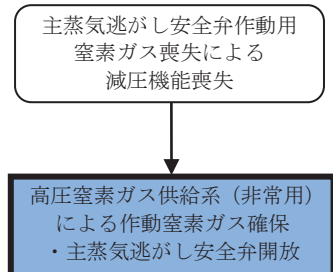 主蒸気逃がし安全弁作動用
窒素ガス喪失による
減圧機能喪失
高圧窒素ガス供給系（非常用）
による作動窒素ガス確保
・主蒸気逃がし安全弁開放